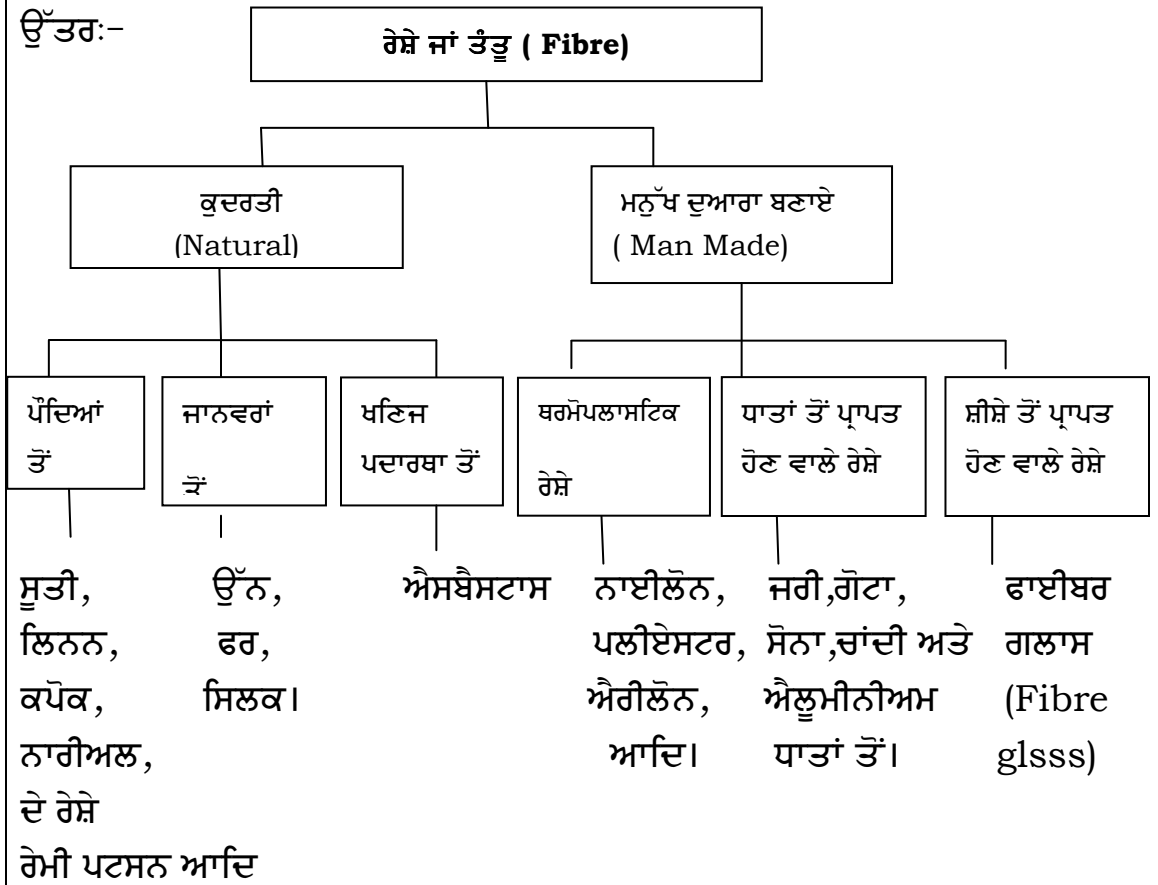 ਉੱਤਰਃ-
ਰੇਸ਼ੇ ਜਾਂ ਤੰਤੂ ( Fibre)
ਕੁਦਰਤੀ
(Natural)
ਮਨੁੱਖ ਦੁਆਰਾ ਬਣਾਏ
( Man Made)
ਪੌਦਿਆਂ
ਤੋਂ
ਜਾਨਵਰਾਂ
ਤੋਂ
ਖਣਿਜ
ਪਦਾਰਥਾ ਤੋਂ
ਥਰਮੋਪਲਾਸਟਿਕ
ਰੇਸ਼ੇ
ਧਾਤਾਂ ਤੋਂ ਪ੍ਰਾਪਤ
ਹੋਣ ਵਾਲੇ ਰੇਸ਼ੇ
ਸ਼ੀਸ਼ੇ ਤੋਂ ਪ੍ਰਾਪਤ
ਹੋਣ ਵਾਲੇ ਰੇਸ਼ੇ
ਸੂਤੀ,
ਲਿਨਨ,
ਕਪੋਕ,
ਨਾਰੀਅਲ,
ਦੇ ਰੇਸ਼ੇ
ਰੇਮੀ ਪਟਸਨ ਆਦਿ
ਉੱਨ,
ਫਰ,
ਸਿਲਕ।
ਐਸਬੈਸਟਾਸ
ਨਾਈਲੋਨ,
ਪਲੀਏਸਟਰ,
ਐਰੀਲੋਨ,
ਆਦਿ।
ਜਰੀ,ਗੋਟਾ,
ਸੋਨਾ,ਚਾਂਦੀ ਅਤੇ
ਐਲੂਮੀਨੀਅਮ
ਧਾਤਾਂ ਤੋਂ।
ਫਾਈਬਰ
ਗਲਾਸ
(Fibre
glsss)